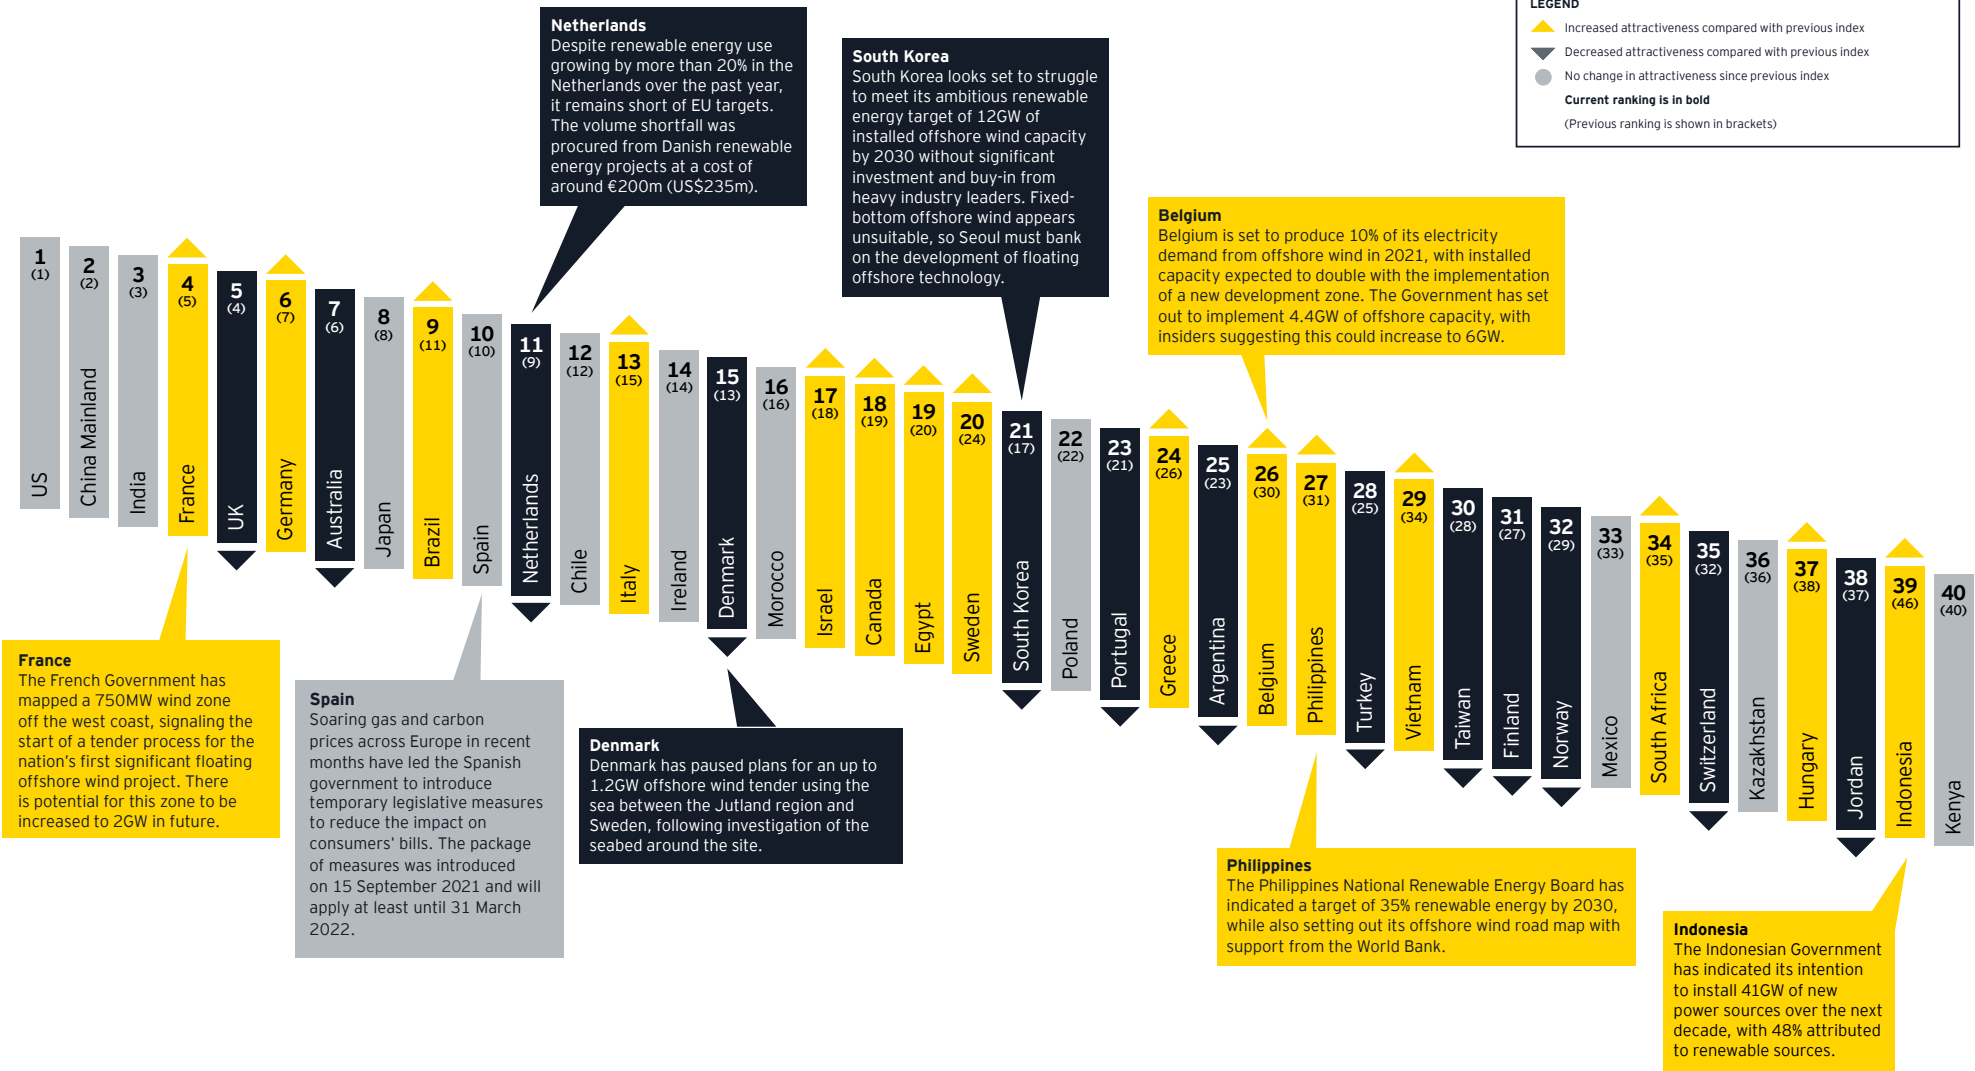 LEGEND
Increased attractiveness compared with previous index
Decreased attractiveness compared with previous index
No change in attractiveness since previous index
Current ranking is in bold
(Previous ranking is shown in brackets)
Netherlands
Despite renewable energy use
growing by more than 20% in the
Netherlands over the past year,
it remains short of EU targets.
The volume shortfall was
procured from Danish renewable
energy projects at a cost of
around €200m (US$235m).
South Korea
South Korea looks set to struggle
to meet its ambitious renewable
energy target of 12GW of
installed offshore wind capacity
by 2030 without significant
investment and buy-in from
heavy industry leaders. Fixed-
bottom offshore wind appears
unsuitable, so Seoul must bank
on the development of floating
offshore technology.
Belgium
Belgium is set to produce 10% of its electricity
demand from offshore wind in 2021, with installed
capacity expected to double with the implementation
of a new development zone. The Government has set
out to implement 4.4GW of offshore capacity, with
insiders suggesting this could increase to 6GW.
1
(1)
US
2
(2)
China Mainland
3
(3)
India
4
(5)
France
5
(4)
UK
6
(7)
Germany
7
(6)
Australia
8
(8)
Japan
9
(11)
Brazil
10
(10)
Spain
11
(9)
Netherlands
12
(12)
Chile
13
(15)
Italy
14
(14)
Ireland
15
(13)
Denmark
16
(16)
Morocco
17
(18)
Israel
18
(19)
Canada
19
(20)
Egypt
20
(24)
Sweden
21
(17)
South Korea
22
(22)
Poland
23
(21)
Portugal
24
(26)
Greece
25
(23)
Argentina
26
(30)
Belgium
27
(31)
Philippines
28
(25)
Turkey
29
(34)
Vietnam
30
(28)
Taiwan
31
(27)
Finland
32
(29)
Norway
33
(33)
Mexico
34
(35)
South Africa
35
(32)
Switzerland
36
(36)
Kazakhstan
37
(38)
Hungary
38
(37)
Jordan
39
(46)
Indonesia
40
(40)
Kenya
France
The French Government has
mapped a 750MW wind zone
off the west coast, signaling the
start of a tender process for the
nation's first significant floating
offshore wind project. There
is potential for this zone to be
increased to 2GW in future.
Spain
Soaring gas and carbon
prices across Europe in recent
months have led the Spanish
government to introduce
temporary legislative measures
to reduce the impact on
consumers' bills. The package
of measures was introduced
on 15 September 2021 and will
apply at least until 31 March
2022.
Denmark
Denmark has paused plans for an up to
1.2GW offshore wind tender using the
sea between the Jutland region and
Sweden, following investigation of the
seabed around the site.
Philippines
The Philippines National Renewable Energy Board has
indicated a target of 35% renewable energy by 2030,
while also setting out its offshore wind road map with
support from the World Bank.
Indonesia
The Indonesian Government
has indicated its intention
to install 41GW of new
power sources over the next
decade, with 48% attributed
to renewable sources.